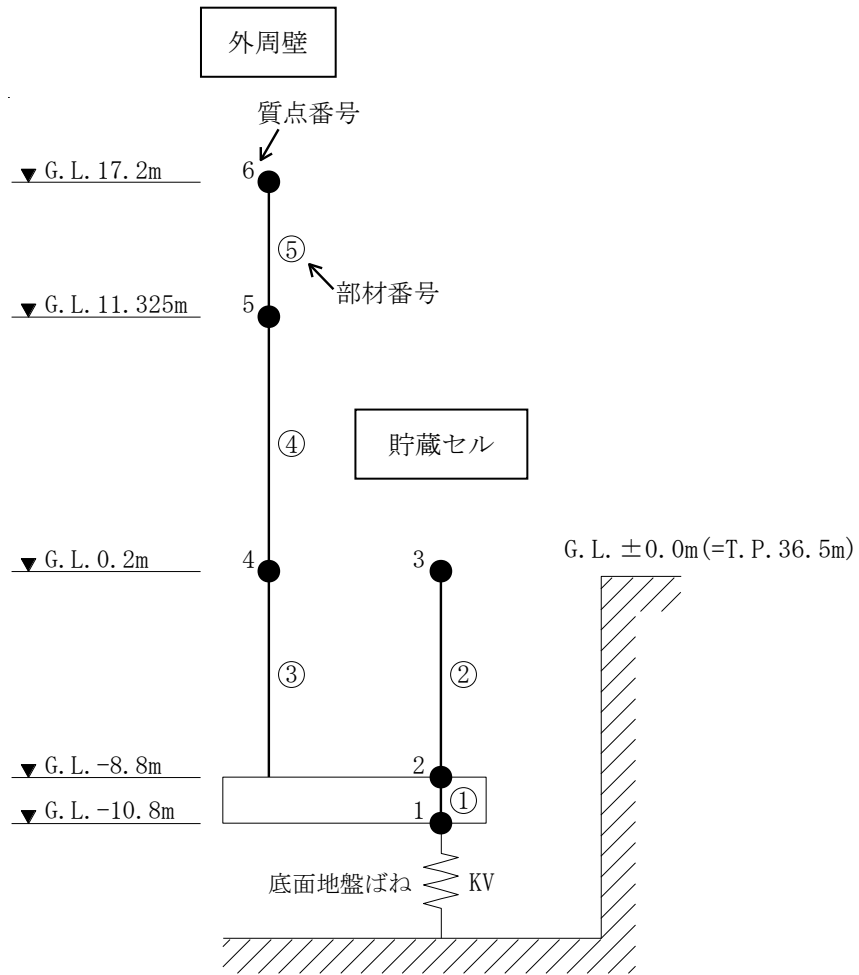 外周壁
質点番号
6
▼ G.L.17.2m
⑤
部材番号
▼ G.L.11.325m
5
④
貯蔵セル
G.L.±0.0m(=T.P.36.5m)
▼ G.L.0.2m
4
3
③
②
▼ G.L.-8.8m
2
①
▼ G.L.-10.8m
1
底面地盤ばね
KV